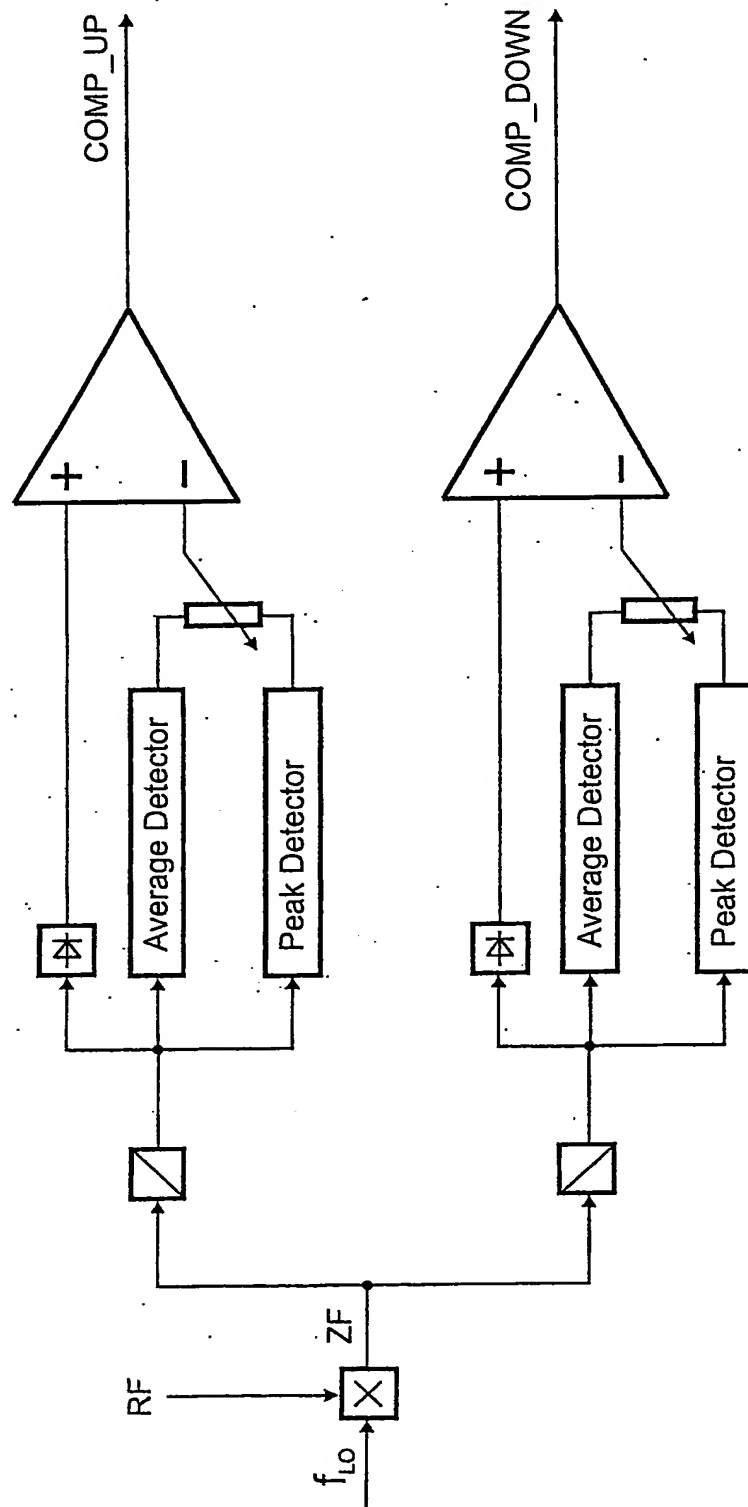 RF
f_LO
ZF
Average Detector
Peak Detector
+
−
COMP_UP
Average Detector
Peak Detector
+
−
COMP_DOWN